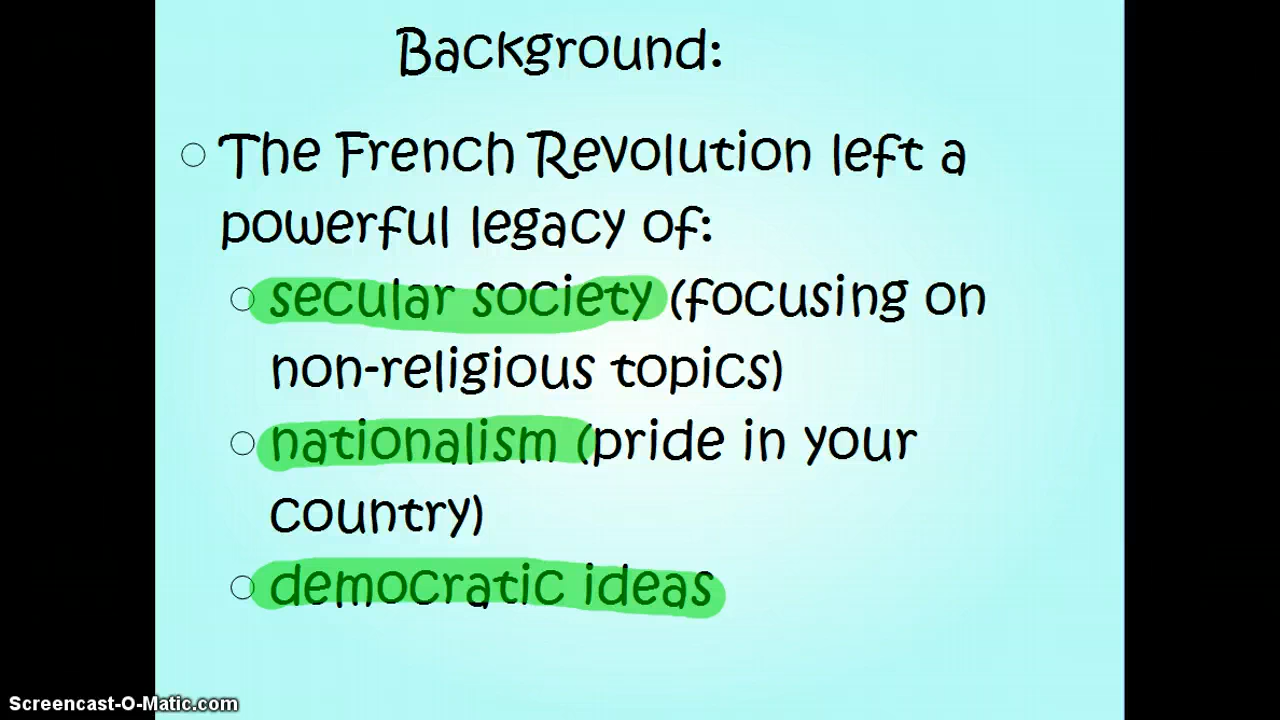 Background:
The French Revolution left a
powerful legacy of:
secular society (focusing on
non-religious topics)
nationalism (pride in your
country)
democratic ideas
Screencast-O-Matic.com